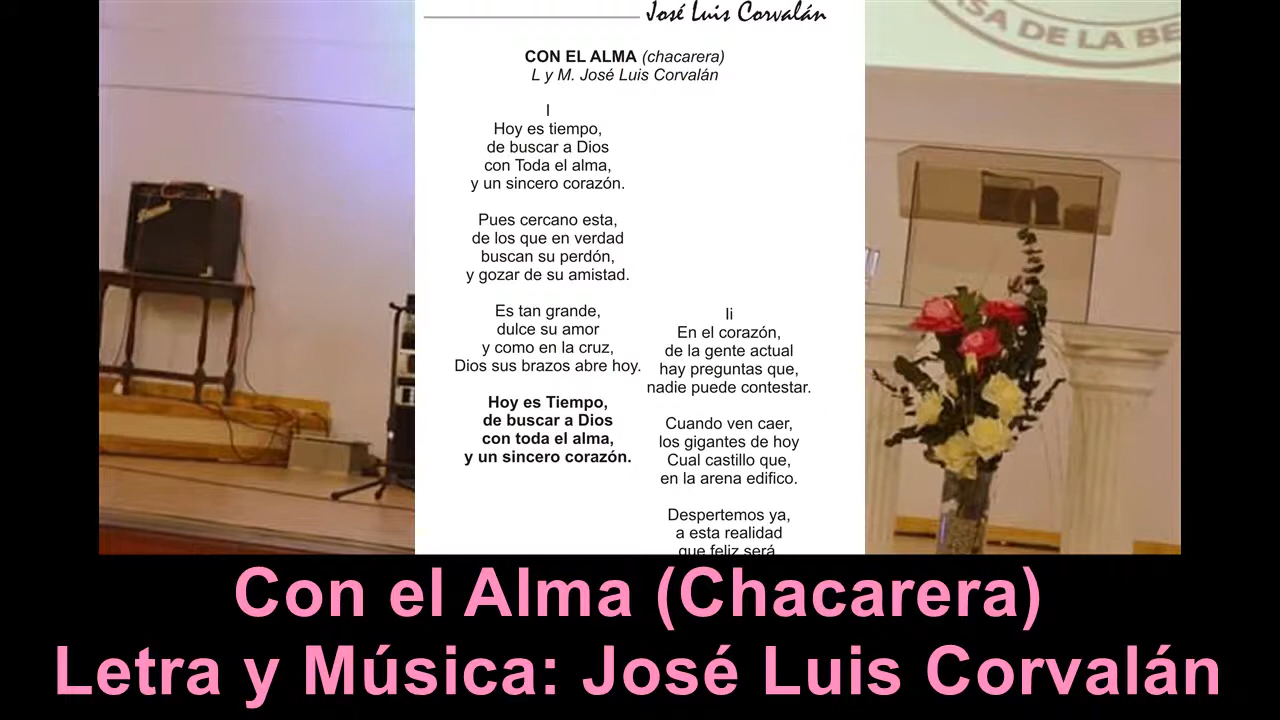 José Luis Corvalán
CON EL ALMA (chacarera)
L y M. José Luis Corvalán
I
Hoy es tiempo,
de buscar a Dios
con Toda el alma,
y un sincero corazón.
Pues cercano esta,
de los que en verdad
buscan su perdón,
y gozar de su amistad.
Es tan grande,
dulce su amor
y como en la cruz,
Dios sus brazos abre hoy.
Hoy es Tiempo,
de buscar a Dios
con toda el alma,
y un sincero corazón.
Ii
En el corazón,
de la gente actual
hay preguntas que,
nadie puede contestar.
Cuando ven caer,
los gigantes de hoy
Cual castillo que,
en la arena edifico.
Despertemos ya,
a esta realidad
que feliz será
DE LA
Con el Alma (Chacarera)
Letra y Música: José Luis Corvalán